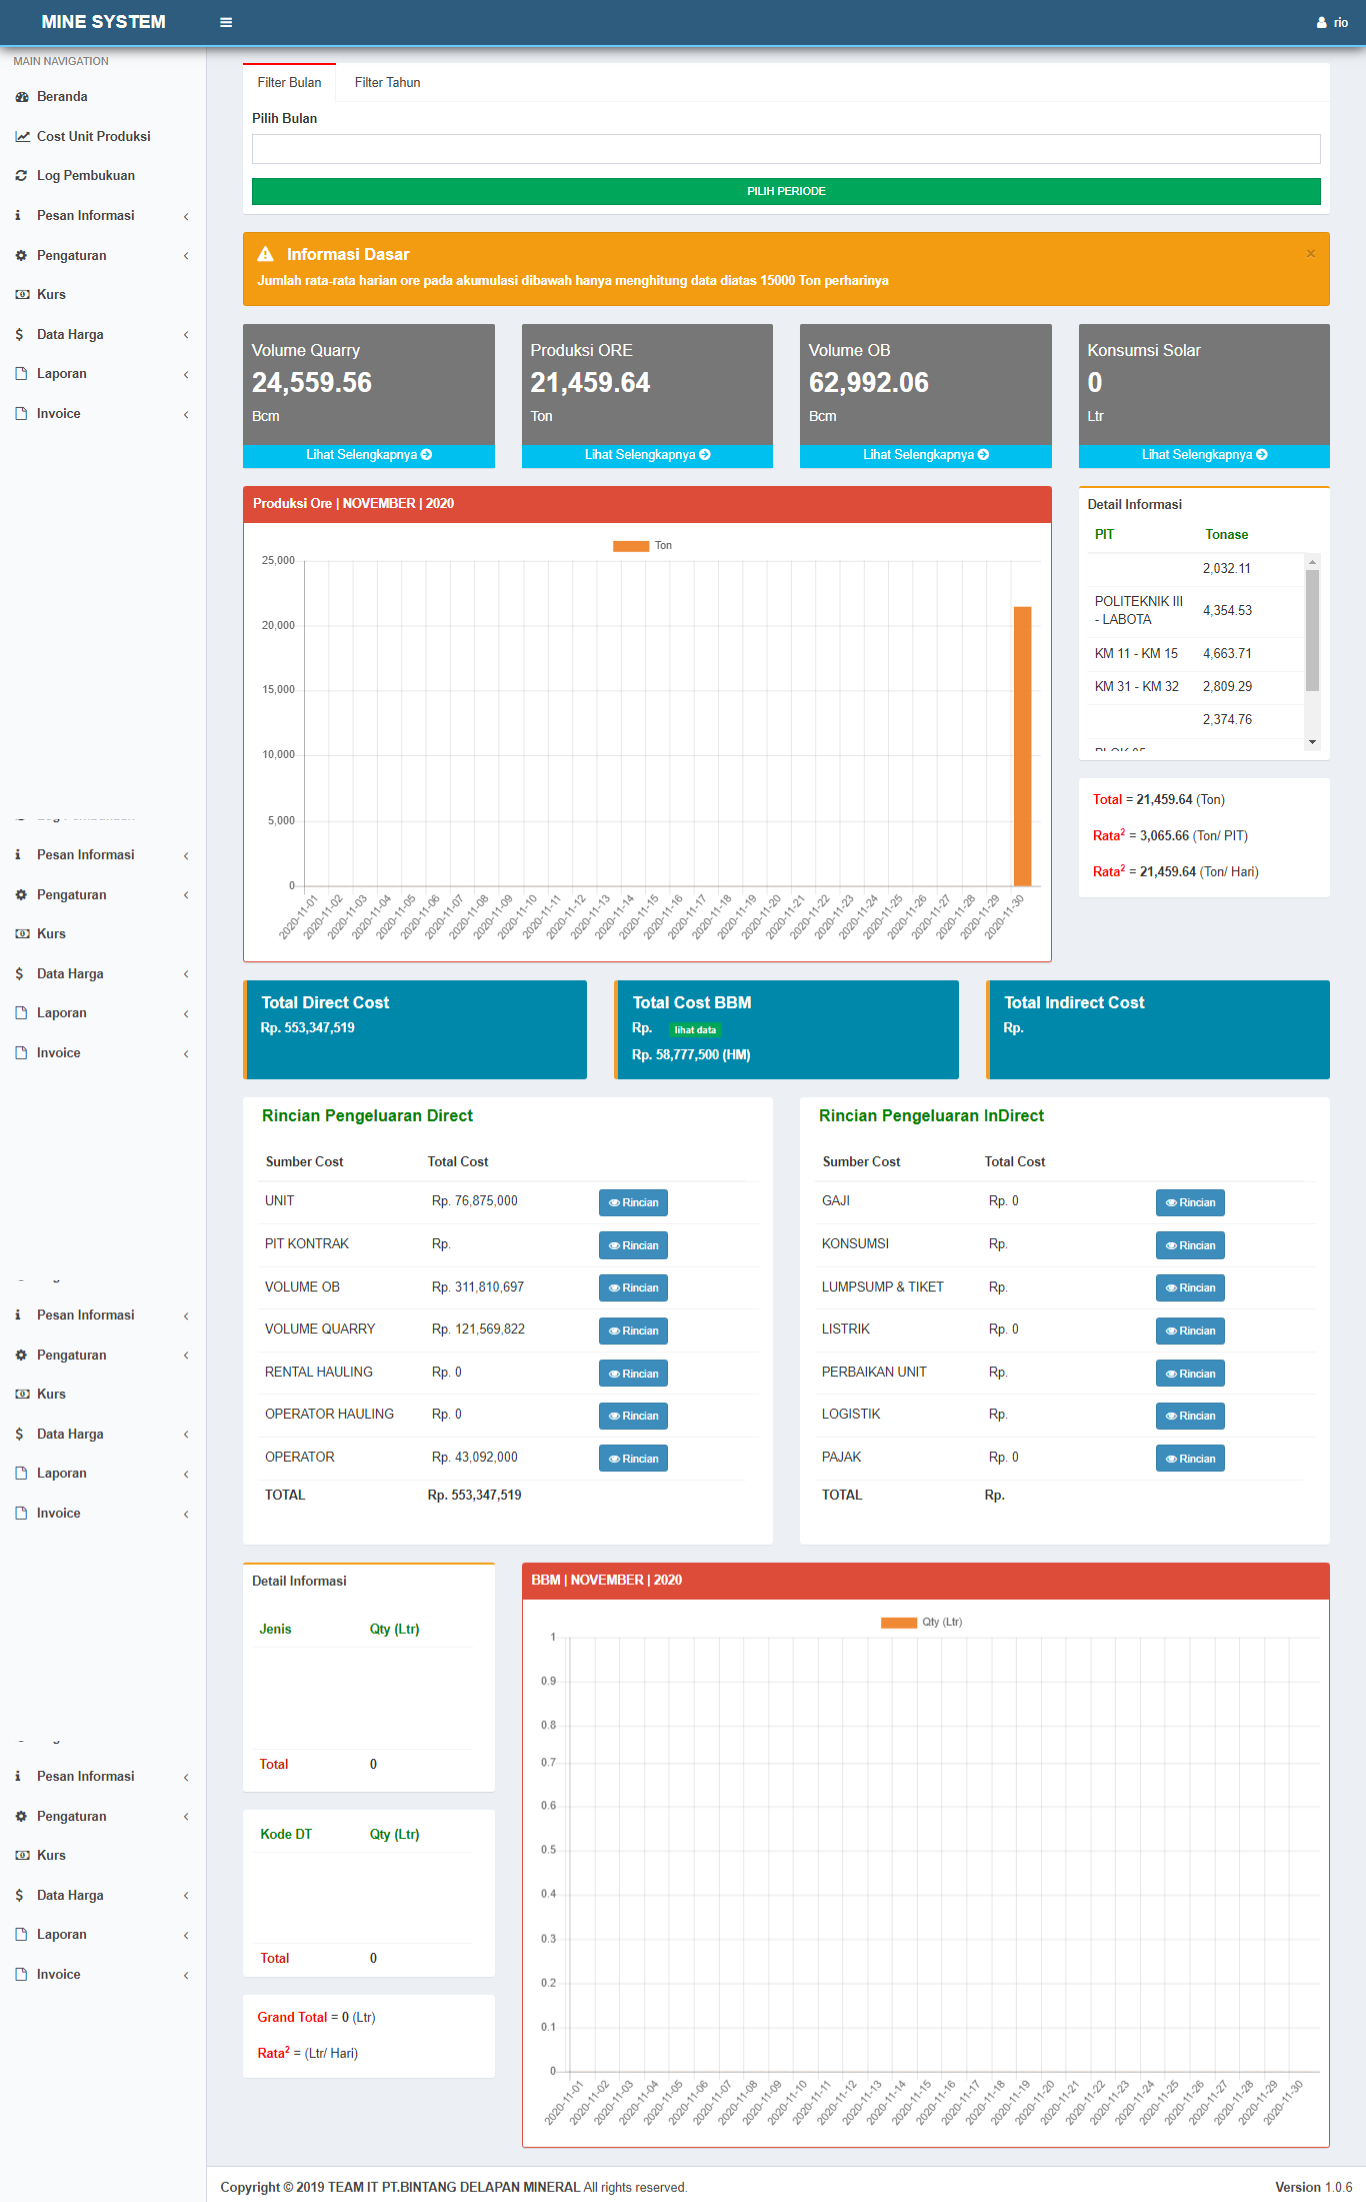 MINE SYSTEM
rio
MAIN NAVIGATION
Beranda
Cost Unit Produksi
Log Pembukuan
Pesan Informasi
Pengaturan
Kurs
Data Harga
Laporan
Invoice
Filter Bulan
Filter Tahun
Pilih Bulan
PILIH PERIODE
Informasi Dasar
×
Jumlah rata-rata harian ore pada akumulasi dibawah hanya menghitung data diatas 15000 Ton perharinya
Volume Quarry
24,559.56
Bcm
Lihat Selengkapnya
Produksi ORE
21,459.64
Ton
Lihat Selengkapnya
Volume OB
62,992.06
Bcm
Lihat Selengkapnya
Konsumsi Solar
0
Ltr
Lihat Selengkapnya
Produksi Ore | NOVEMBER | 2020
Ton
25,000
20,000
15,000
10,000
5,000
0
2020-11-01
2020-11-02
2020-11-03
2020-11-04
2020-11-05
2020-11-06
2020-11-07
2020-11-08
2020-11-09
2020-11-10
2020-11-11
2020-11-12
2020-11-13
2020-11-14
2020-11-15
2020-11-16
2020-11-17
2020-11-18
2020-11-19
2020-11-20
2020-11-21
2020-11-22
2020-11-23
2020-11-24
2020-11-25
2020-11-26
2020-11-27
2020-11-28
2020-11-29
2020-11-30
Detail Informasi
PIT Tonase
2,032.11
POLITEKNIK III
- LABOTA 4,354.53
KM 11 - KM 15 4,663.71
KM 31 - KM 32 2,809.29
2,374.76
Total = 21,459.64 (Ton)
Rata2 = 3,065.66 (Ton/ PIT)
Rata2 = 21,459.64 (Ton/ Hari)
Pesan Informasi
Pengaturan
Kurs
Data Harga
Laporan
Invoice
Total Direct Cost
Rp. 553,347,519
Total Cost BBM
Rp. lihat data
Rp. 58,777,500 (HM)
Total Indirect Cost
Rp.
Rincian Pengeluaran Direct
Sumber Cost Total Cost
UNIT Rp. 76,875,000 Rincian
PIT KONTRAK Rp. Rincian
VOLUME OB Rp. 311,810,697 Rincian
VOLUME QUARRY Rp. 121,569,822 Rincian
RENTAL HAULING Rp. 0 Rincian
OPERATOR HAULING Rp. 0 Rincian
OPERATOR Rp. 43,092,000 Rincian
TOTAL Rp. 553,347,519
Rincian Pengeluaran InDirect
Sumber Cost Total Cost
GAJI Rp. 0 Rincian
KONSUMSI Rp. Rincian
LUMPSUMP & TIKET Rp. Rincian
LISTRIK Rp. 0 Rincian
PERBAIKAN UNIT Rp. Rincian
LOGISTIK Rp. Rincian
PAJAK Rp. 0 Rincian
TOTAL Rp.
Pesan Informasi
Pengaturan
Kurs
Data Harga
Laporan
Invoice
Detail Informasi
Jenis Qty (Ltr)
Total 0
Kode DT Qty (Ltr)
Total 0
Grand Total = 0 (Ltr)
Rata2 = (Ltr/ Hari)
BBM | NOVEMBER | 2020
Qty (Ltr)
1
0.9
0.8
0.7
0.6
0.5
0.4
0.3
0.2
0.1
0
2020-11-01
2020-11-02
2020-11-03
2020-11-04
2020-11-05
2020-11-06
2020-11-07
2020-11-08
2020-11-09
2020-11-10
2020-11-11
2020-11-12
2020-11-13
2020-11-14
2020-11-15
2020-11-16
2020-11-17
2020-11-18
2020-11-19
2020-11-20
2020-11-21
2020-11-22
2020-11-23
2020-11-24
2020-11-25
2020-11-26
2020-11-27
2020-11-28
2020-11-29
2020-11-30
Pesan Informasi
Pengaturan
Kurs
Data Harga
Laporan
Invoice
Copyright © 2019 TEAM IT PT.BINTANG DELAPAN MINERAL All rights reserved.
Version 1.0.6